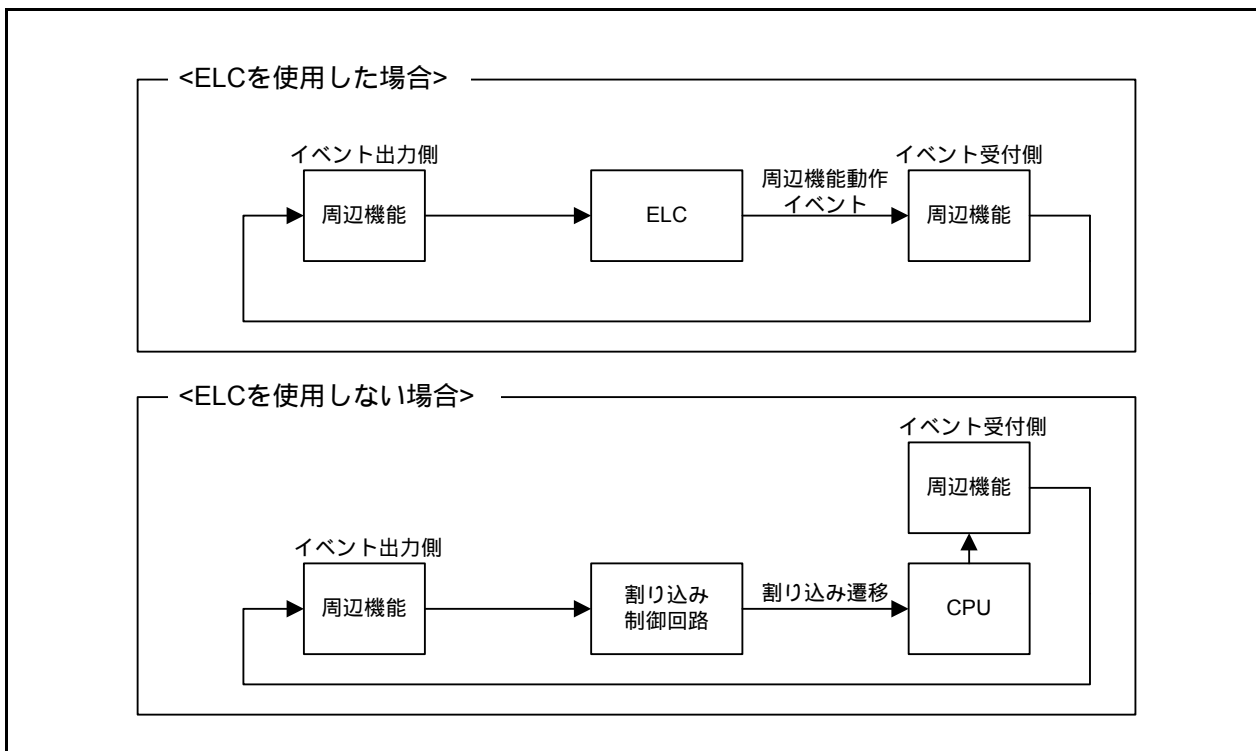 <ELCを使用した場合>
イベント出力側
イベント受付側
周辺機能
ELC
周辺機能動作
イベント
周辺機能
<ELCを使用しない場合>
イベント受付側
周辺機能
イベント出力側
周辺機能
割り込み
制御回路
割り込み遷移
CPU